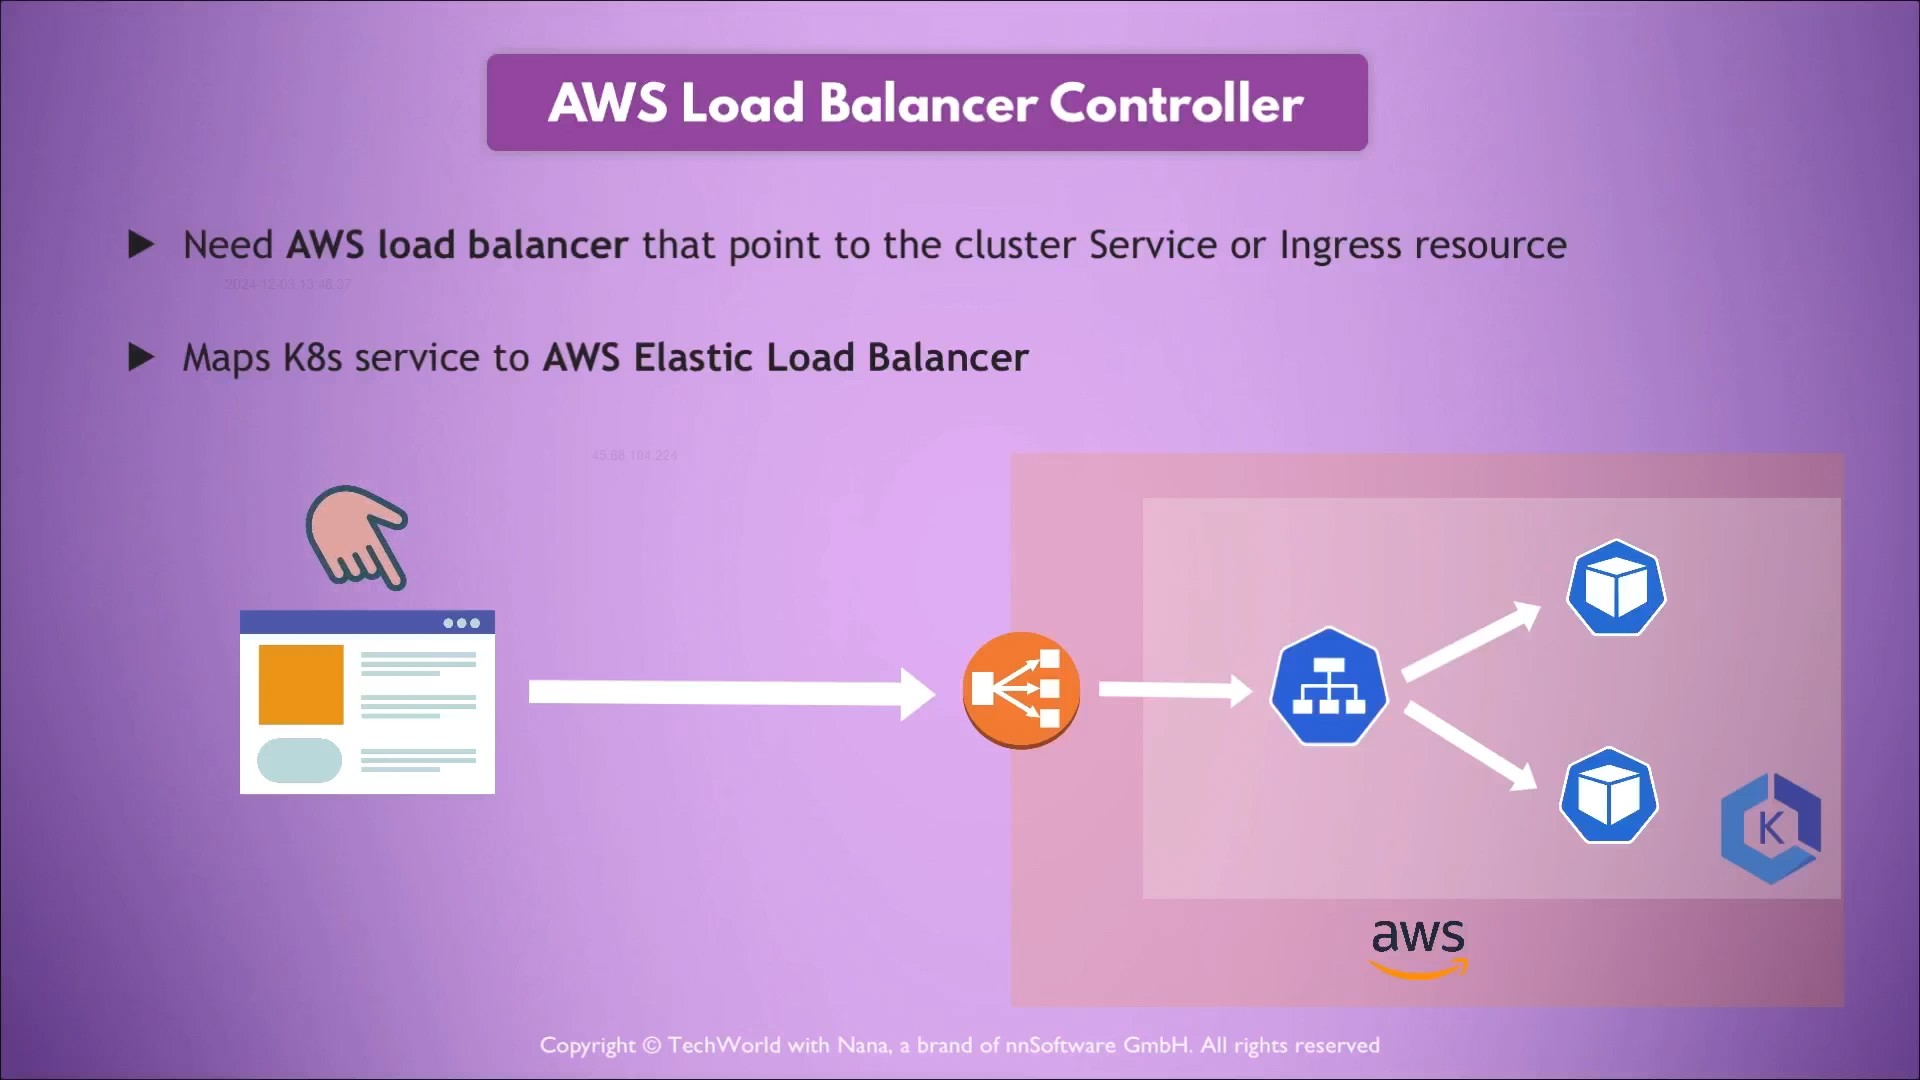 AWS Load Balancer Controller
Need AWS load balancer that point to the cluster Service or Ingress resource
2024-12-03 13:48:37
Maps K8s service to AWS Elastic Load Balancer
45.88.104.224
K
aws
Copyright © TechWorld with Nana, a brand of nnSoftware GmbH. All rights reserved